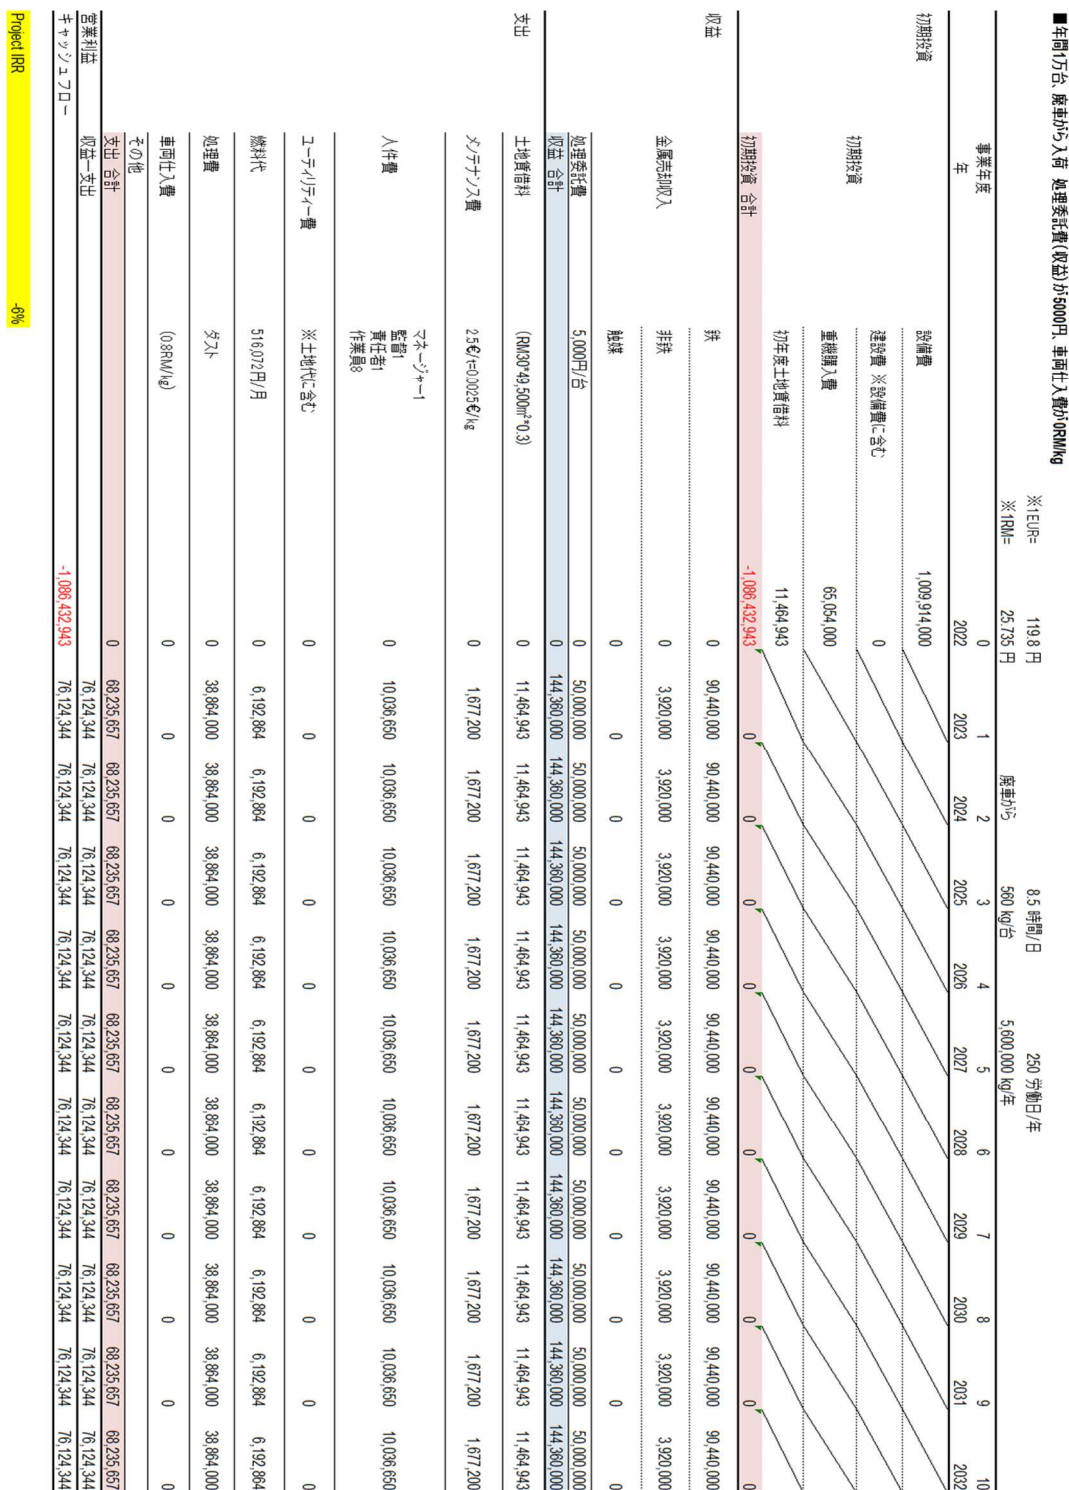 ■年間1万台、廃車がら入荷 処理委託費(収益)が5000円、車両仕入費が0RM/kg
※1EUR= 119.8 円 8.5 時間/日 250 労働日/年
※1RM= 25.735 円 廃車がら 560 kg/台 5,600,000 kg/年
事業年度 0 1 2 3 4 5 6 7 8 9 10
年 2022 2023 2024 2025 2026 2027 2028 2029 2030 2031 2032
初期投資 初期投資 設備費 1,009,914,000
建設費 ※設備費に含む 0
重機購入費 65,054,000
初年度土地賃借料 11,464,943
初期投資 合計 -1,086,432,943 0 0 0 0 0 0 0 0 0 0
収益 金属売却収入 鉄 0 90,440,000 90,440,000 90,440,000 90,440,000 90,440,000 90,440,000 90,440,000 90,440,000 90,440,000 90,440,000
非鉄 0 3,920,000 3,920,000 3,920,000 3,920,000 3,920,000 3,920,000 3,920,000 3,920,000 3,920,000 3,920,000
触媒 0 0 0 0 0 0 0 0 0 0
処理委託費 5,000円/台 0 50,000,000 50,000,000 50,000,000 50,000,000 50,000,000 50,000,000 50,000,000 50,000,000 50,000,000 50,000,000
収益 合計 0 144,360,000 144,360,000 144,360,000 144,360,000 144,360,000 144,360,000 144,360,000 144,360,000 144,360,000 144,360,000
支出 土地賃借料 (RM30*49,500m²*0.3) 0 11,464,943 11,464,943 11,464,943 11,464,943 11,464,943 11,464,943 11,464,943 11,464,943 11,464,943 11,464,943
メンテナンス費 2.5€/t=0.0025€/kg 0 1,677,200 1,677,200 1,677,200 1,677,200 1,677,200 1,677,200 1,677,200 1,677,200 1,677,200 1,677,200
人件費 マネージャー1
監督1
責任者1
作業員8 0 10,036,650 10,036,650 10,036,650 10,036,650 10,036,650 10,036,650 10,036,650 10,036,650 10,036,650 10,036,650
ユーティリティー費 ※土地代に含む 0 0 0 0 0 0 0 0 0 0
燃料代 516,072円/月 0 6,192,864 6,192,864 6,192,864 6,192,864 6,192,864 6,192,864 6,192,864 6,192,864 6,192,864 6,192,864
処理費 ダスト 0 38,864,000 38,864,000 38,864,000 38,864,000 38,864,000 38,864,000 38,864,000 38,864,000 38,864,000 38,864,000
車両仕入費 (0.8RM/kg) 0 0 0 0 0 0 0 0 0 0 0
その他
支出 合計 0 68,235,657 68,235,657 68,235,657 68,235,657 68,235,657 68,235,657 68,235,657 68,235,657 68,235,657 68,235,657
営業利益 収益ー支出 76,124,344 76,124,344 76,124,344 76,124,344 76,124,344 76,124,344 76,124,344 76,124,344 76,124,344 76,124,344
キャッシュフロー -1,086,432,943 76,124,344 76,124,344 76,124,344 76,124,344 76,124,344 76,124,344 76,124,344 76,124,344 76,124,344 76,124,344
Project IRR -6%